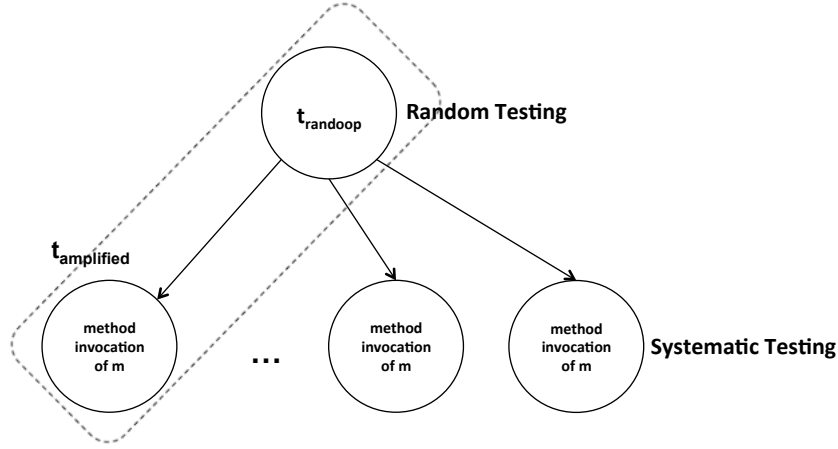 t_randoop
Random Testing
t_amplified
method
invocation
of m
...
method
invocation
of m
method
invocation
of m
Systematic Testing